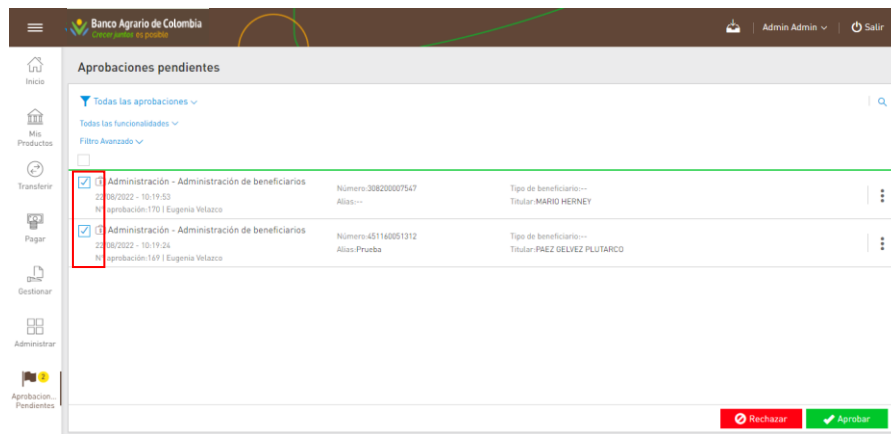 Banco Agrario de Colombia
Crecer juntos es posible
Admin Admin
Salir
Inicio
Mis
Productos
Transferir
Pagar
Gestionar
Administrar
2
Aprobacion...
Pendientes
Aprobaciones pendientes
Todas las aprobaciones
Todas las funcionalidades
Filtro Avanzado
Administración - Administración de beneficiarios
22/08/2022 - 10:19:53
N° aprobación:170 | Eugenia Velazco
Número:308200007547
Alias:--
Tipo de beneficiario:--
Titular:MARIO HERNEY
Administración - Administración de beneficiarios
22/08/2022 - 10:19:24
N° aprobación:169 | Eugenia Velazco
Número:451160051312
Alias:Prueba
Tipo de beneficiario:--
Titular:PAEZ GELVEZ PLUTARCO
Rechazar
Aprobar